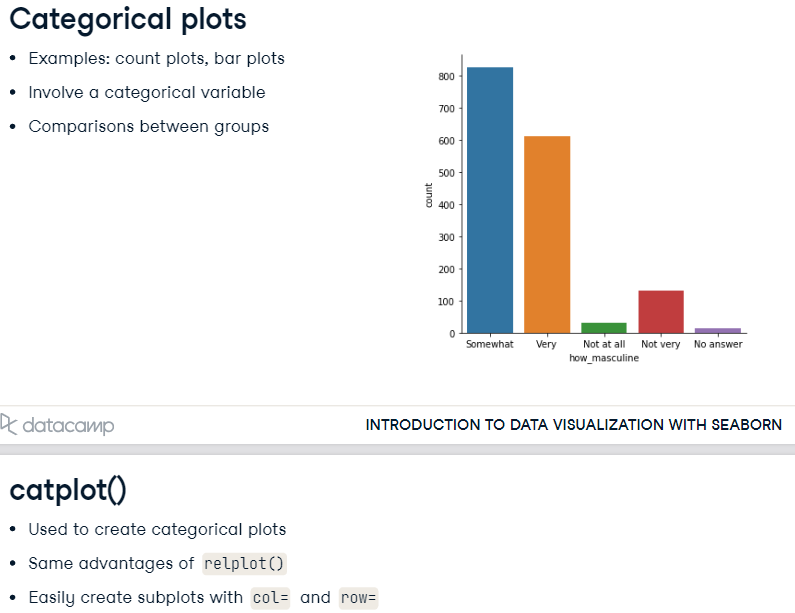 Categorical plots
• Examples: count plots, bar plots
• Involve a categorical variable
• Comparisons between groups
800
700
600
500
400
300
200
100
0
count
Somewhat Very Not at all Not very No answer
how_masculine
datacamp
INTRODUCTION TO DATA VISUALIZATION WITH SEABORN
catplot()
• Used to create categorical plots
• Same advantages of relplot()
• Easily create subplots with col= and row=